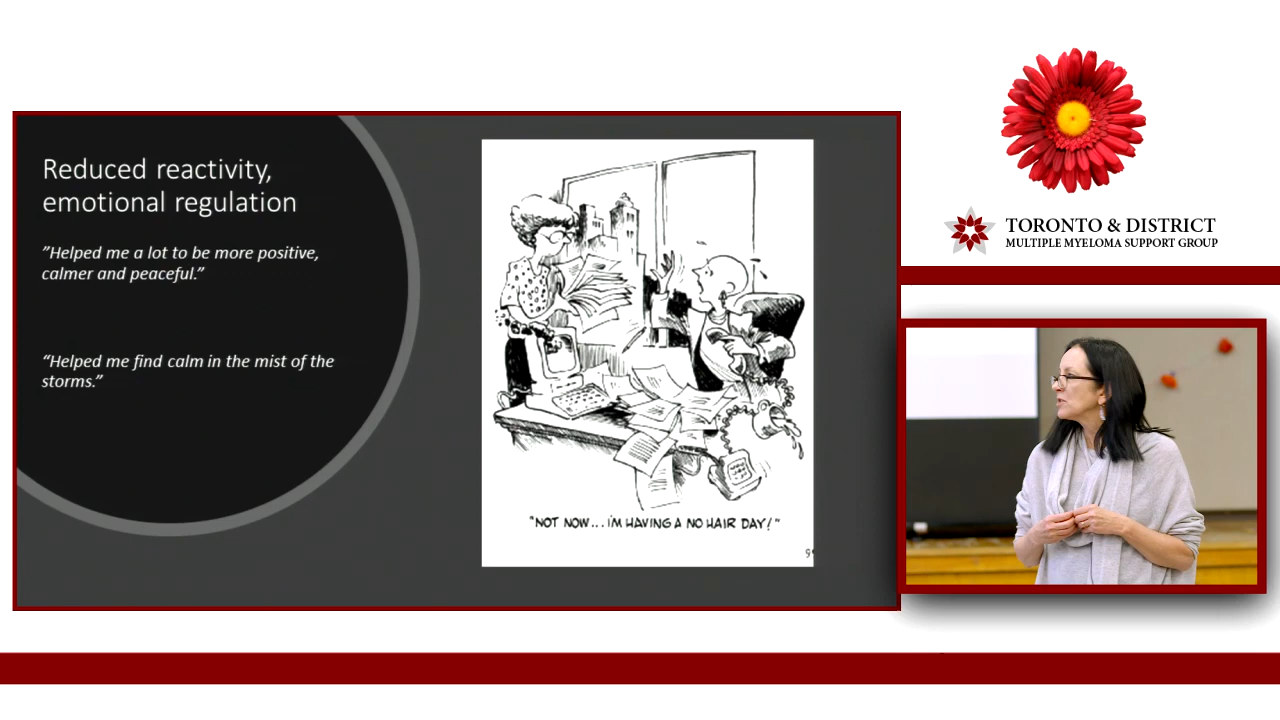 Reduced reactivity,
emotional regulation
"Helped me a lot to be more positive,
calmer and peaceful."
"Helped me find calm in the mist of the
storms."
"NOT NOW... I'M HAVING A NO HAIR DAY!"
TORONTO & DISTRICT
MULTIPLE MYELOMA SUPPORT GROUP